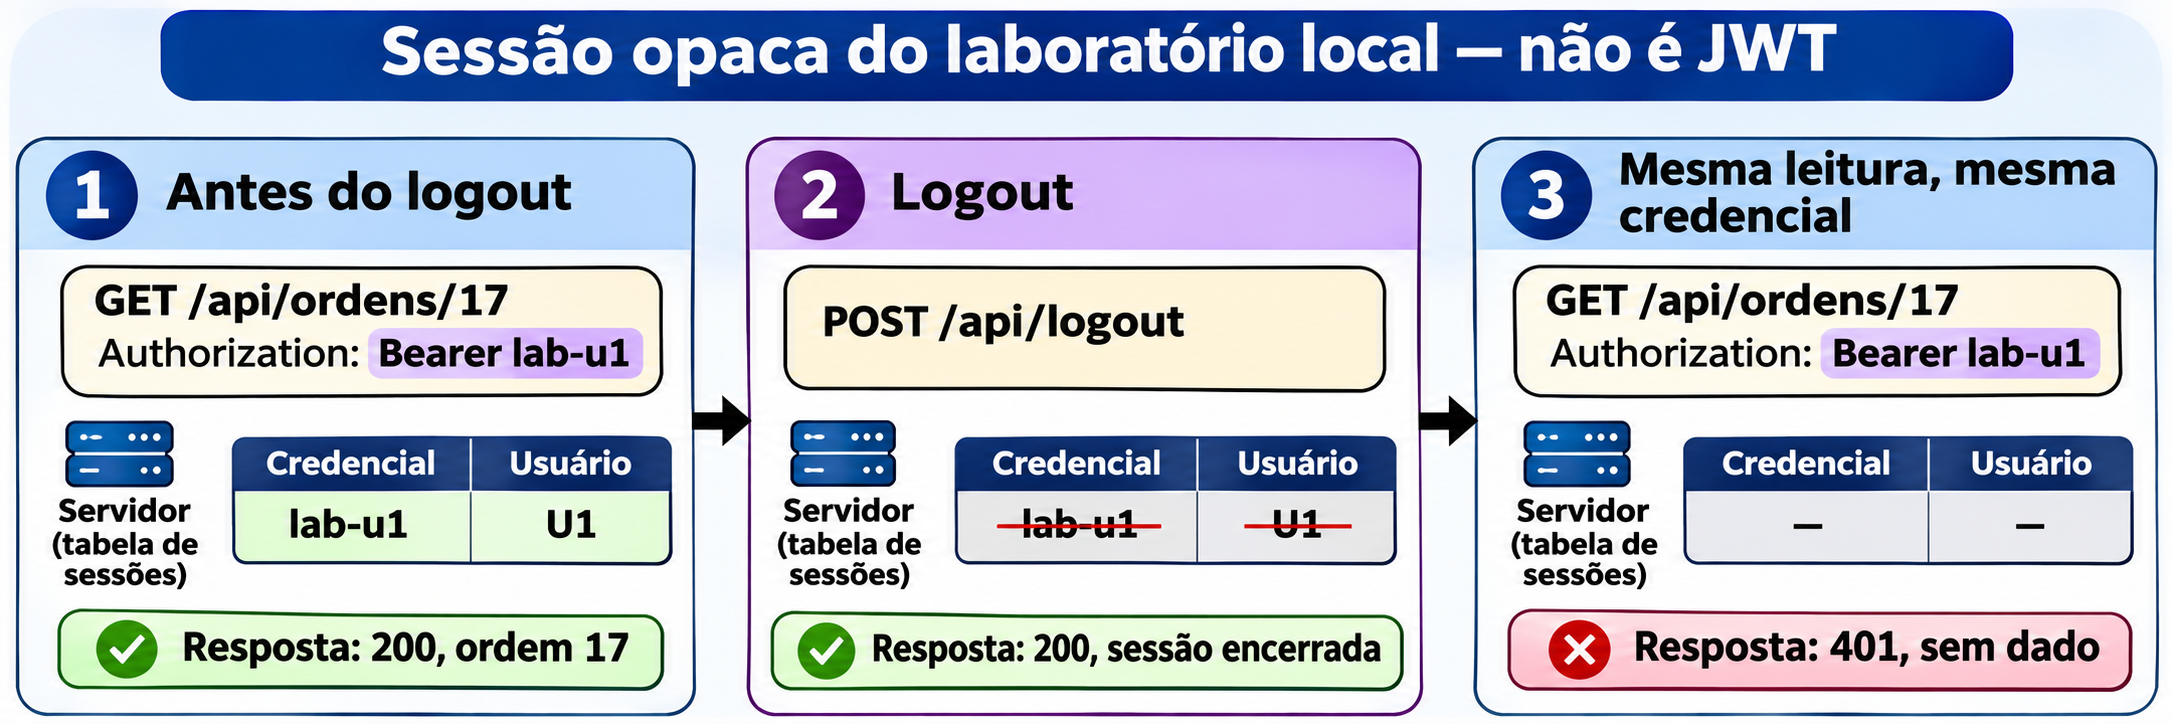 Sessão opaca do laboratório local — não é JWT
1 Antes do logout
GET /api/ordens/17
Authorization: Bearer lab-u1
Servidor
(tabela de
sessões)
Credencial Usuário
lab-u1 U1
Resposta: 200, ordem 17
2 Logout
POST /api/logout
Servidor
(tabela de
sessões)
Credencial Usuário
lab-u1 U1
Resposta: 200, sessão encerrada
3 Mesma leitura, mesma
credencial
GET /api/ordens/17
Authorization: Bearer lab-u1
Servidor
(tabela de
sessões)
Credencial Usuário
— —
Resposta: 401, sem dado